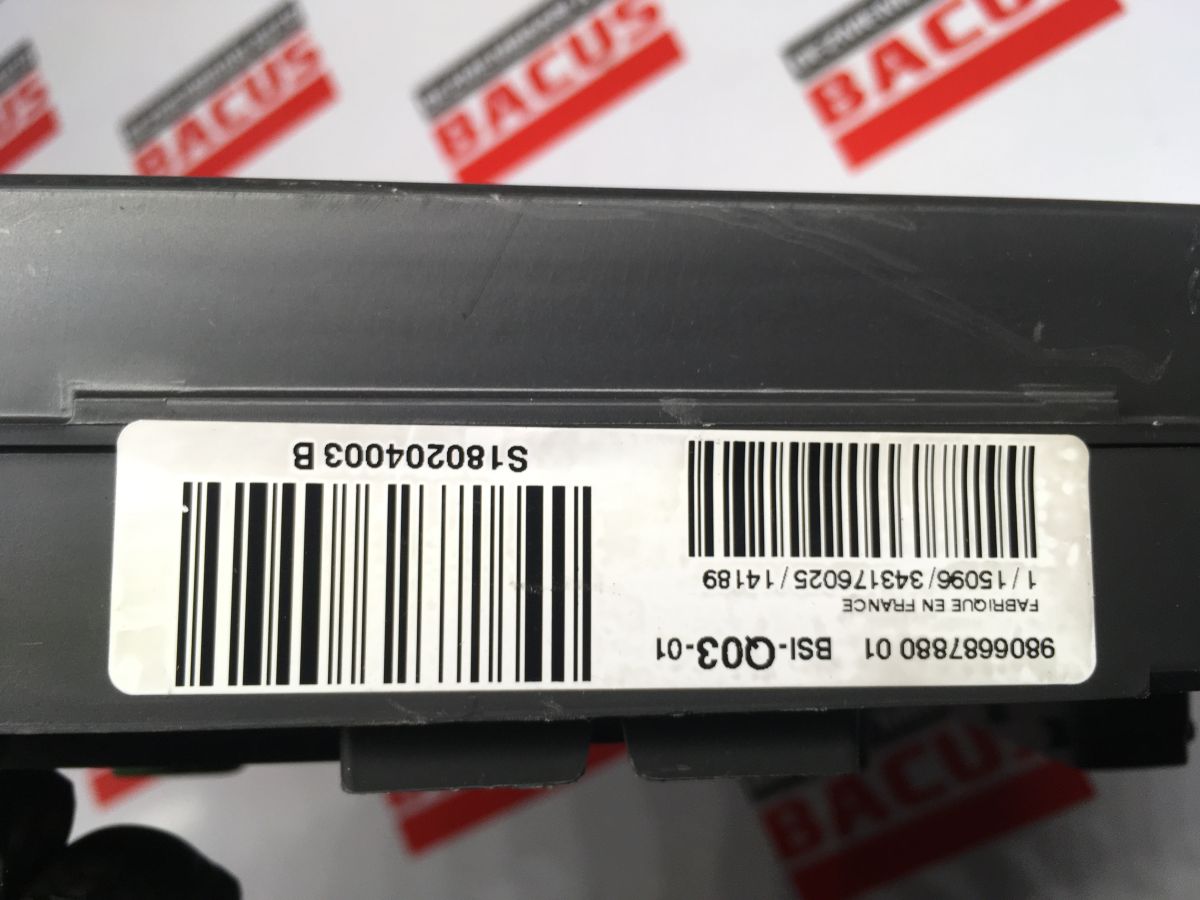 BACUS
BACUS
BACUS
BACUS
9806687880 01 BSI-Q03-01
FABRIQUE EN FRANCE
1/15096/343176025/14189
S180204003 B
BACUS
BACUS